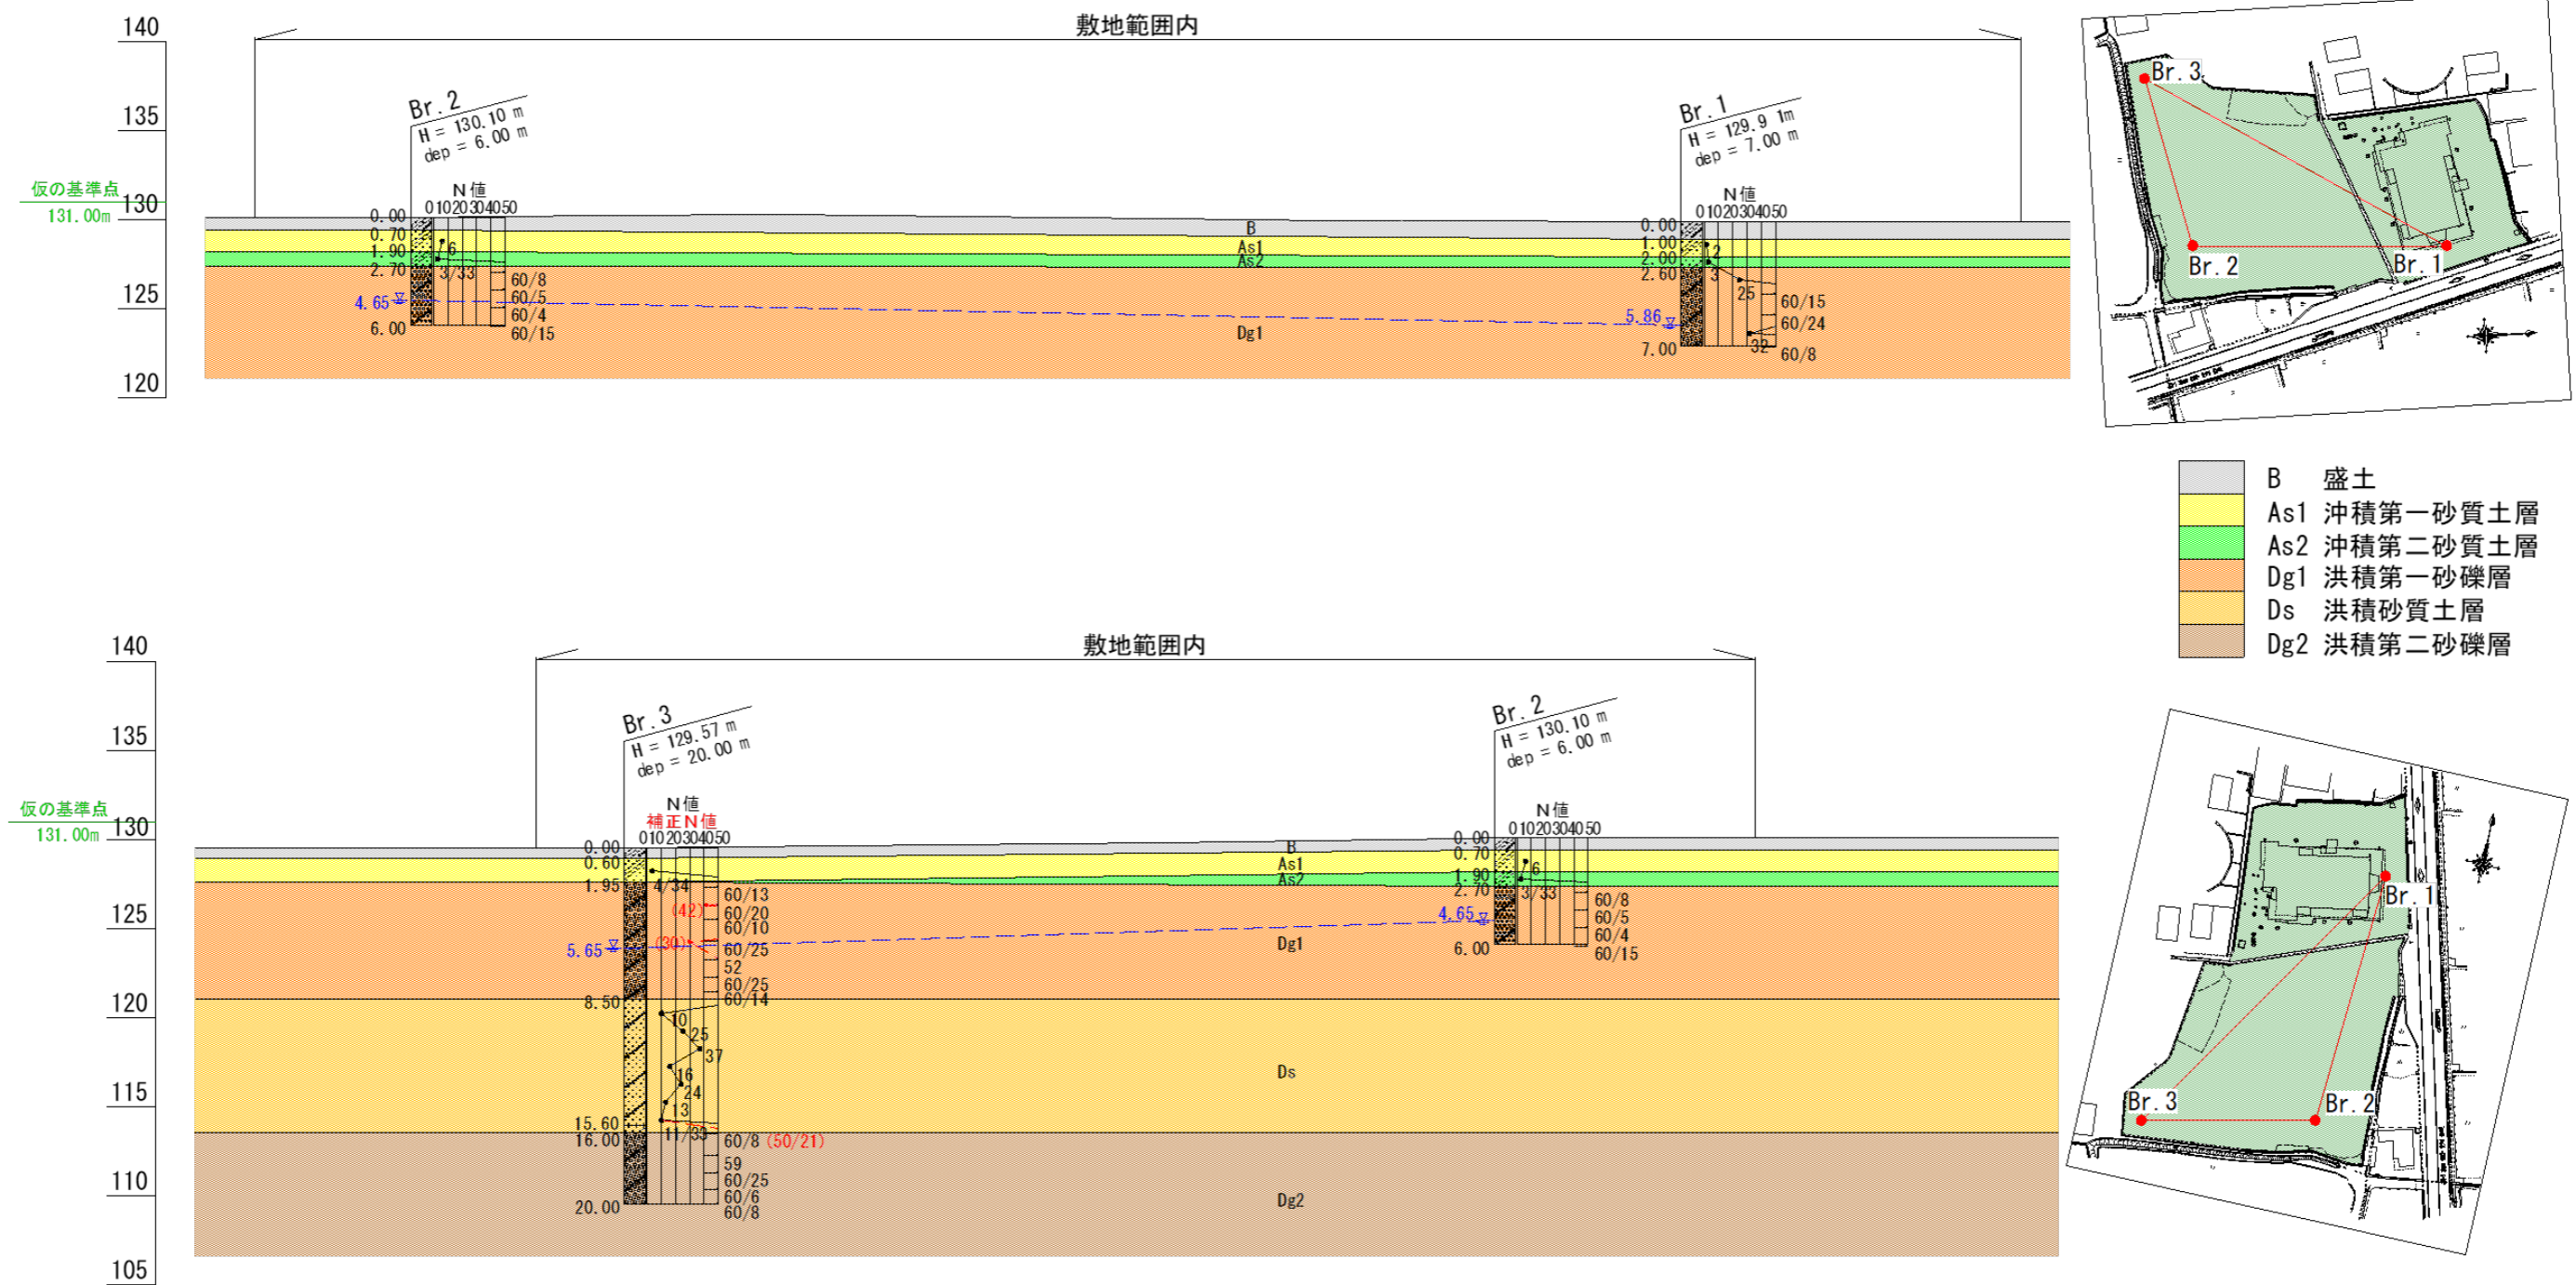 敷地範囲内
140
135
130
125
120
仮の基準点
131.00m
Br.2
H = 130.10 m
dep = 6.00 m
N値
0 10 20 30 40 50
0.00
0.70
1.90
2.70
4.65
6.00
6
3/33
60/8
60/5
60/4
60/15
B
As1
As2
Dg1
Br.1
H = 129.9 1m
dep = 7.00 m
N値
0 10 20 30 40 50
0.00
1.00
2.00
2.60
5.86
7.00
2
3
25
32
60/15
60/24
60/8
Br.3
Br.2
Br.1
B 盛土
As1 沖積第一砂質土層
As2 沖積第二砂質土層
Dg1 洪積第一砂礫層
Ds 洪積砂質土層
Dg2 洪積第二砂礫層
敷地範囲内
140
135
130
125
120
115
110
105
仮の基準点
131.00m
Br.3
H = 129.57 m
dep = 20.00 m
N値
補正N値
0 10 20 30 40 50
0.00
0.60
1.95
5.65
8.50
15.60
16.00
20.00
4/34
60/13
(42)
60/20
60/10
(30)
60/25
52
60/25
60/14
10
25
37
16
24
13
11/33
60/8 (50/21)
59
60/25
60/6
60/8
B
As1
As2
Dg1
Ds
Dg2
Br.2
H = 130.10 m
dep = 6.00 m
N値
0 10 20 30 40 50
0.00
0.70
1.90
2.70
4.65
6.00
6
3/33
60/8
60/5
60/4
60/15
Br.1
Br.3
Br.2